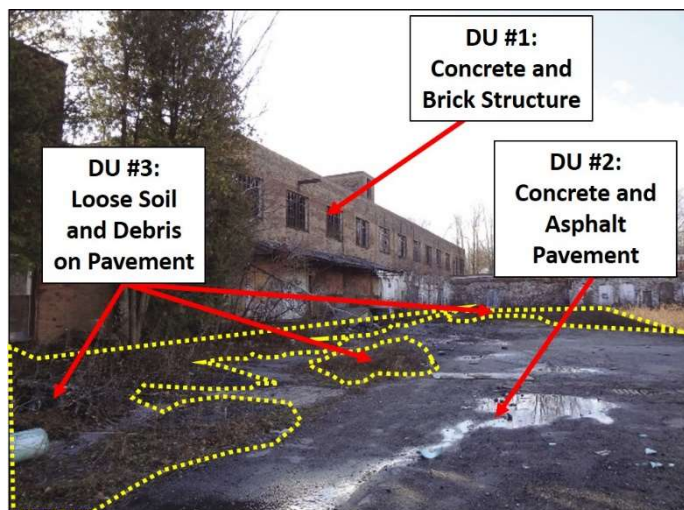 DU #1:
Concrete and
Brick Structure
DU #2:
Concrete and
Asphalt
Pavement
DU #3:
Loose Soil
and Debris
on Pavement